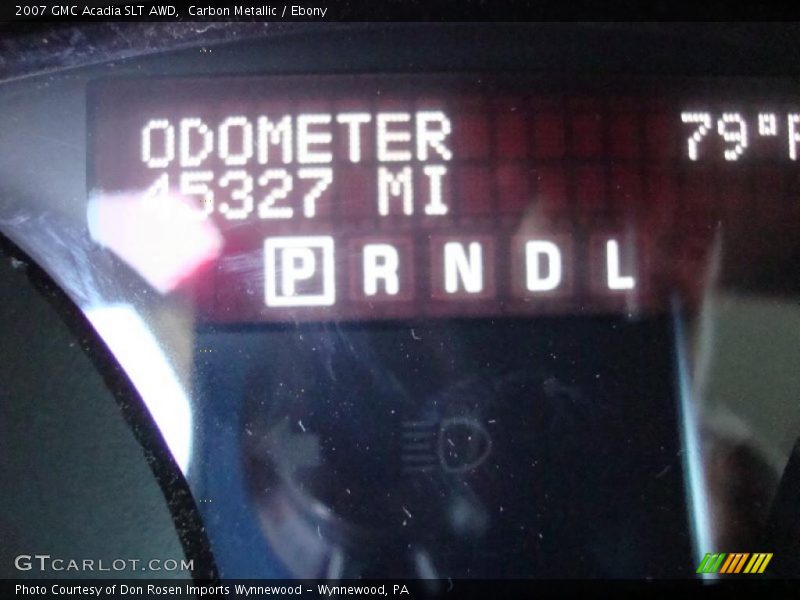 2007 GMC Acadia SLT AWD, Carbon Metallic / Ebony
ODOMETER 79°F
45327 MI
P R N D L
GTCARLOT.COM
Photo Courtesy of Don Rosen Imports Wynnewood - Wynnewood, PA